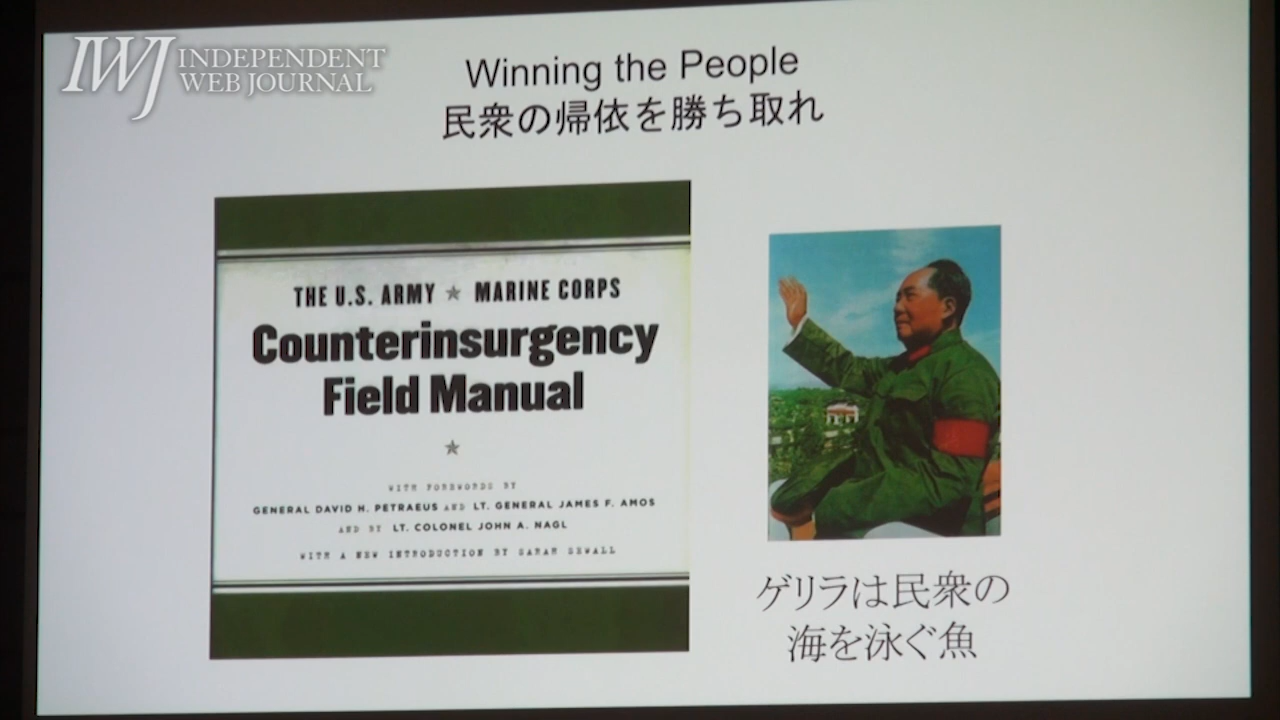 IWJ INDEPENDENT
WEB JOURNAL
Winning the People
民衆の帰依を勝ち取れ
THE U.S. ARMY ★ MARINE CORPS
Counterinsurgency
Field Manual
★
WITH FOREWORDS BY
GENERAL DAVID H. PETRAEUS AND LT. GENERAL JAMES F. AMOS
AND BY LT. COLONEL JOHN A. NAGL
WITH A NEW INTRODUCTION BY SARAH SEWALL
ゲリラは民衆の
海を泳ぐ魚